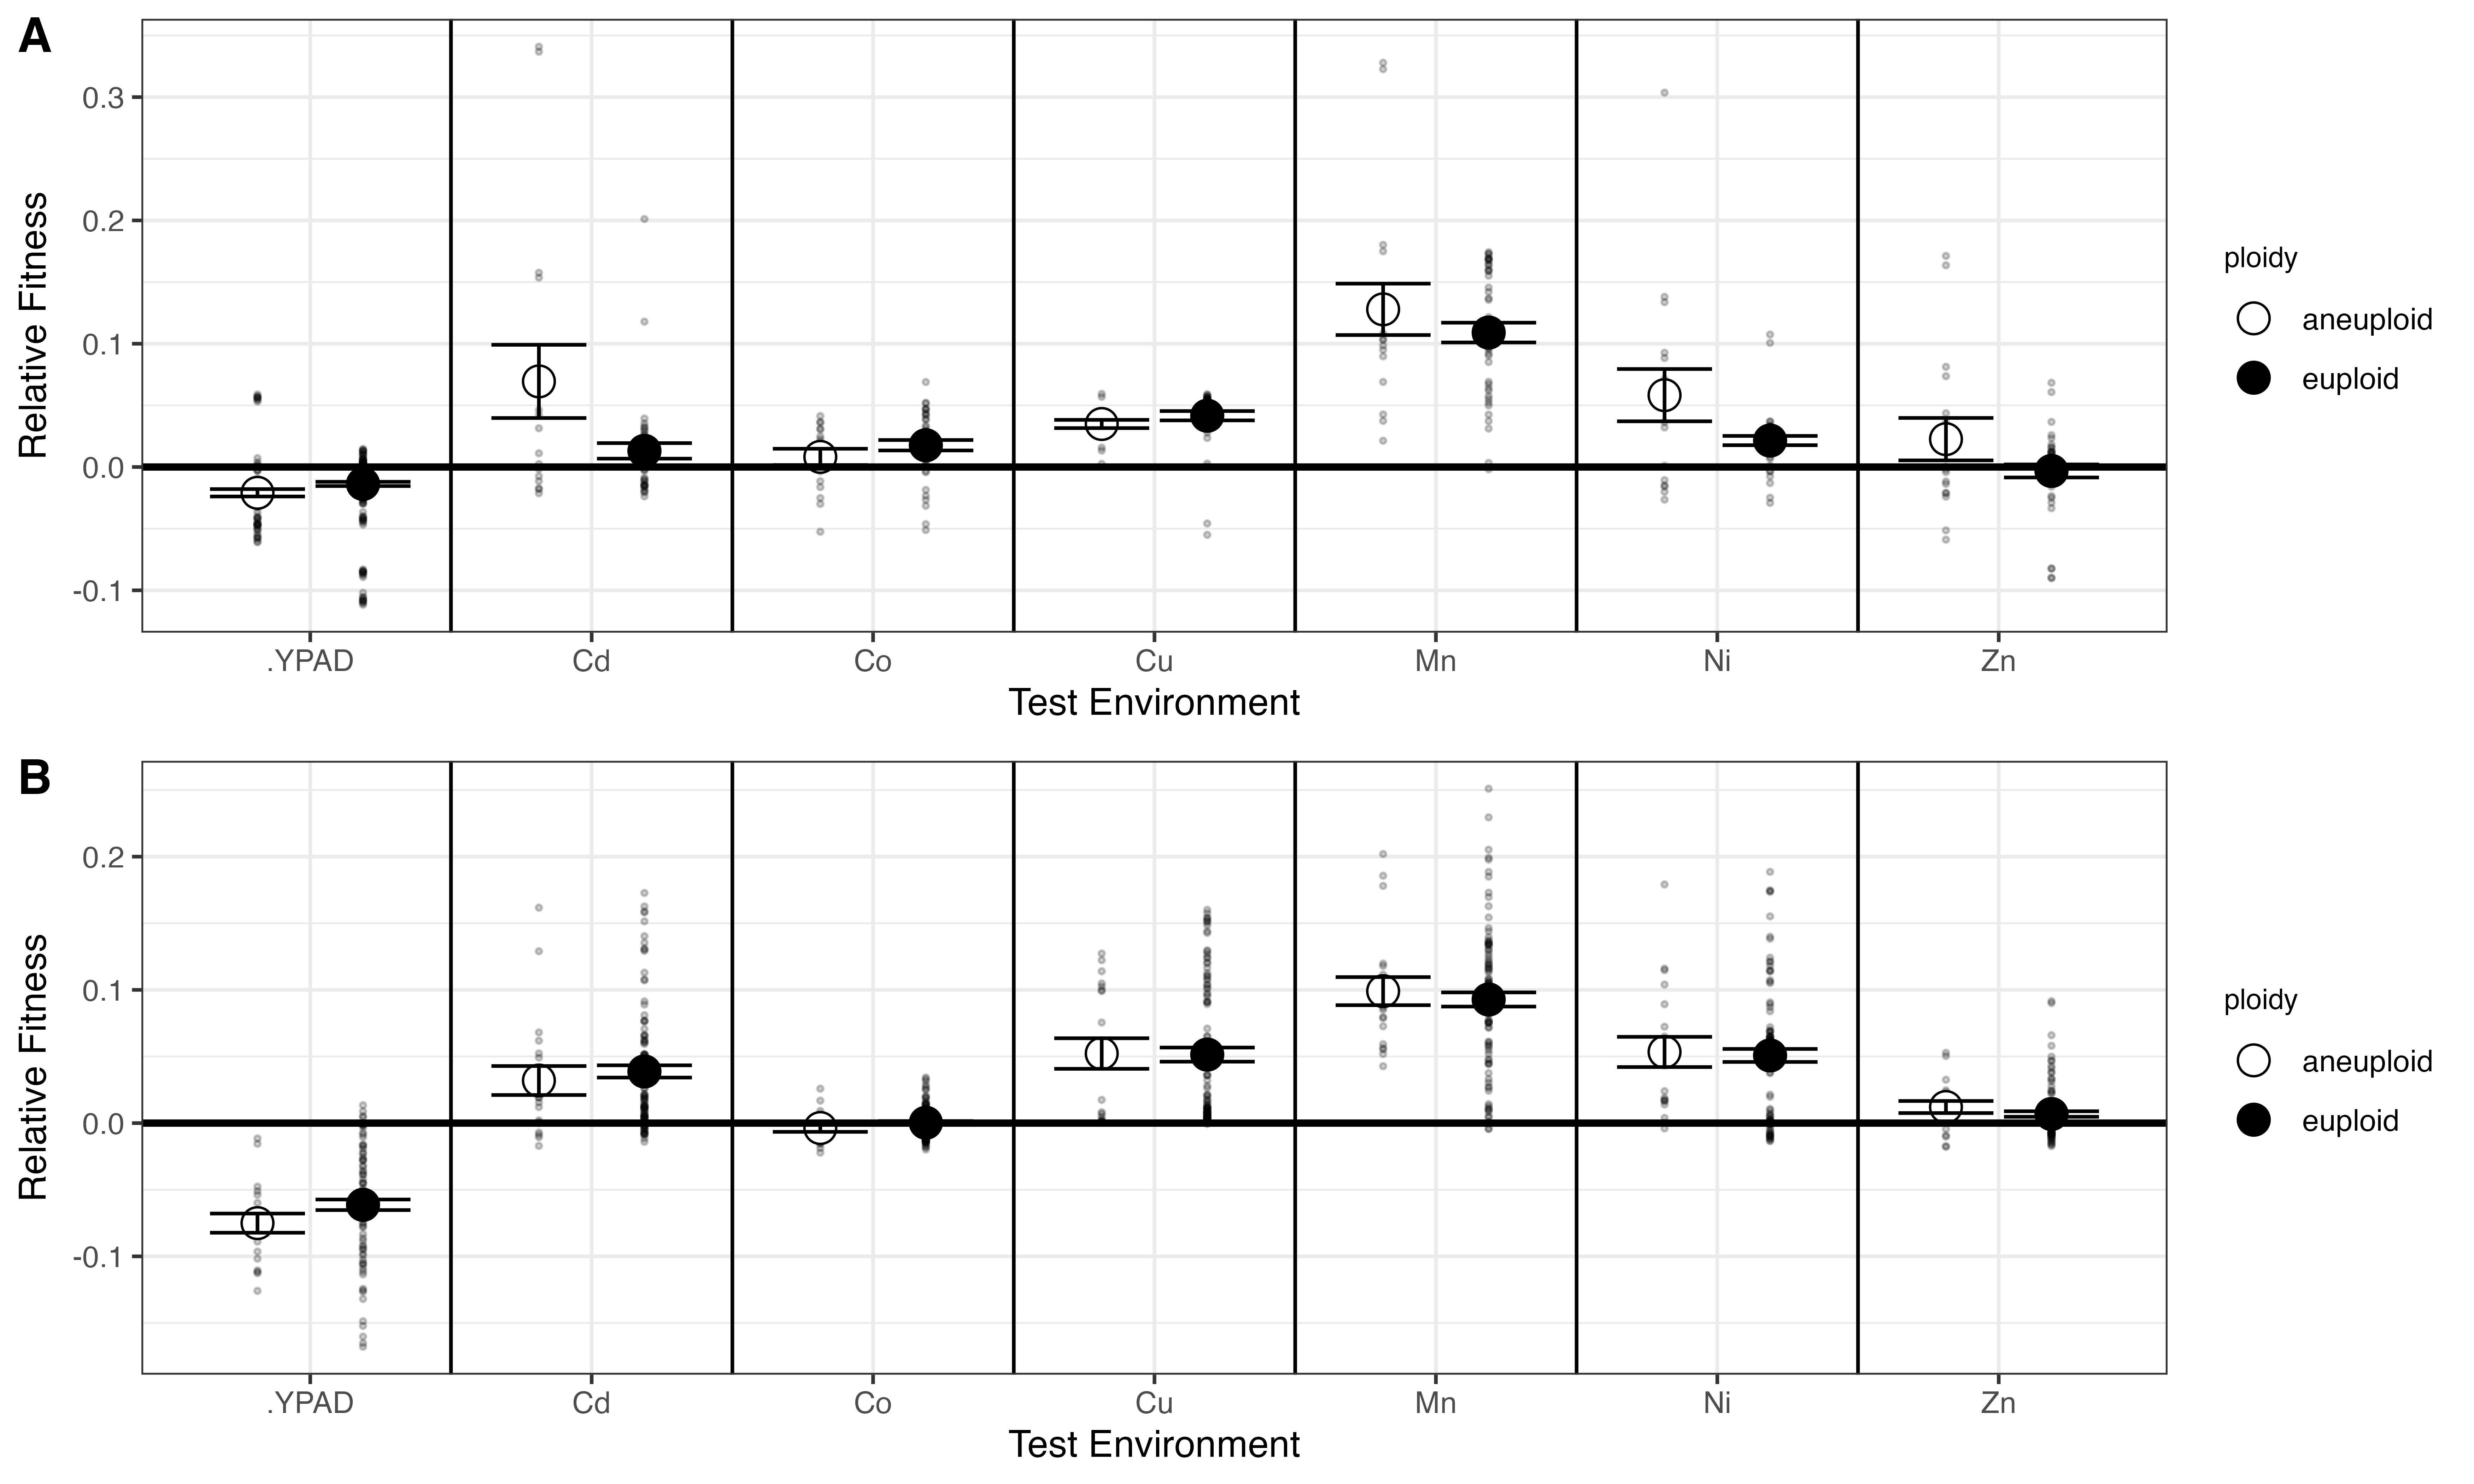 A
Relative Fitness
0.3
0.2
0.1
0.0
-0.1
.YPAD Cd Co Cu Mn Ni Zn
Test Environment
ploidy
aneuploid
euploid
B
Relative Fitness
0.2
0.1
0.0
-0.1
.YPAD Cd Co Cu Mn Ni Zn
Test Environment
ploidy
aneuploid
euploid